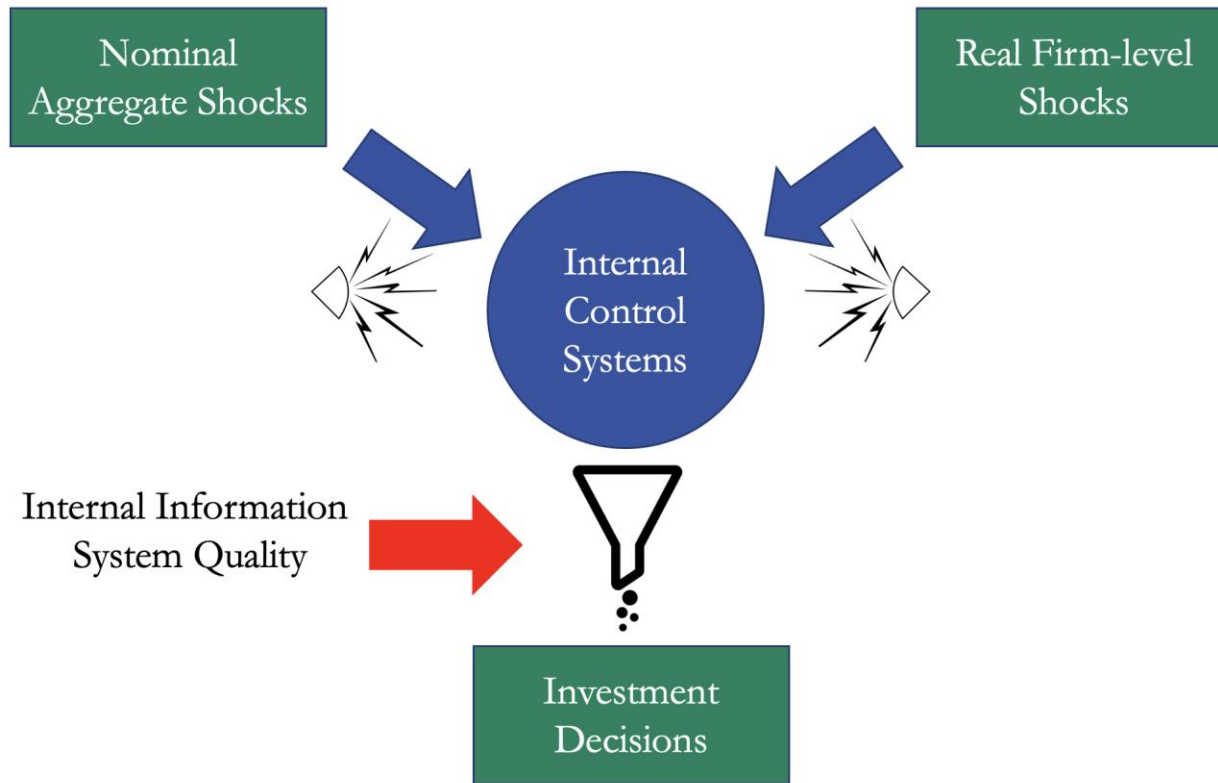 Nominal
Aggregate Shocks
Real Firm-level
Shocks
Internal
Control
Systems
Internal Information
System Quality
Investment
Decisions